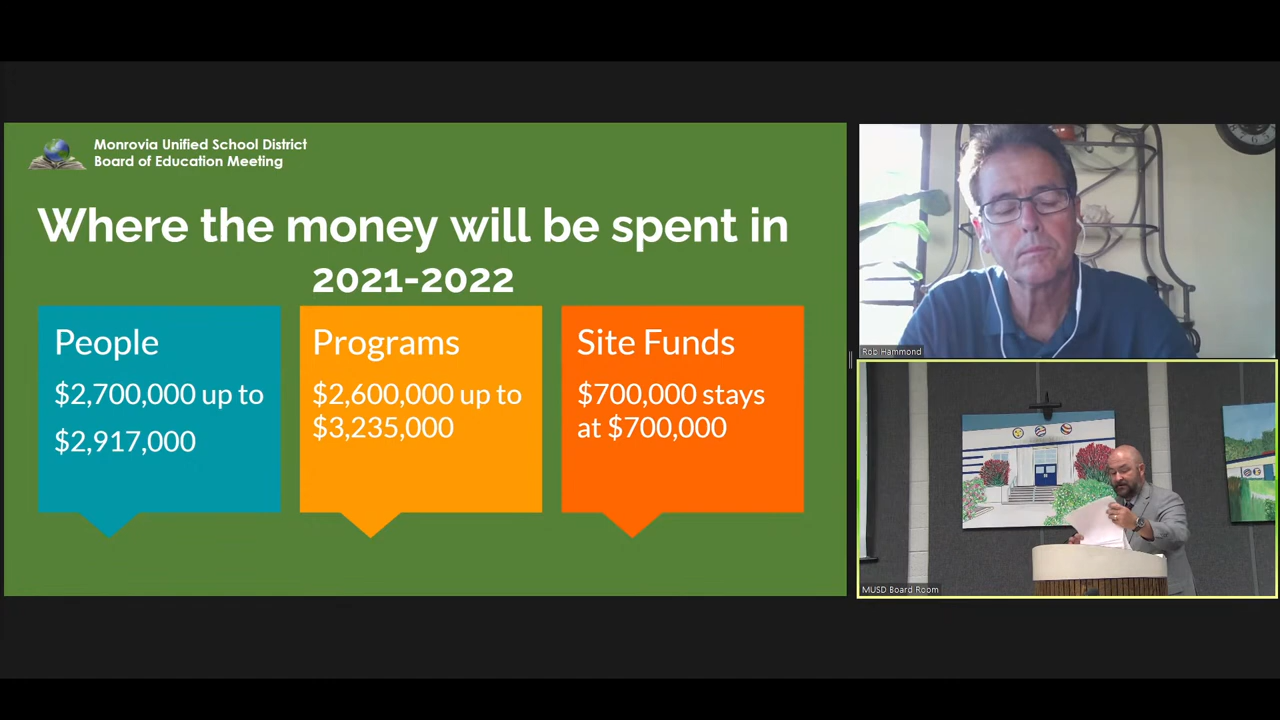 Monrovia Unified School District
Board of Education Meeting
Where the money will be spent in
2021-2022
People
$2,700,000 up to
$2,917,000
Programs
$2,600,000 up to
$3,235,000
Site Funds
$700,000 stays
at $700,000
Rob Hammond
MUSD Board Room